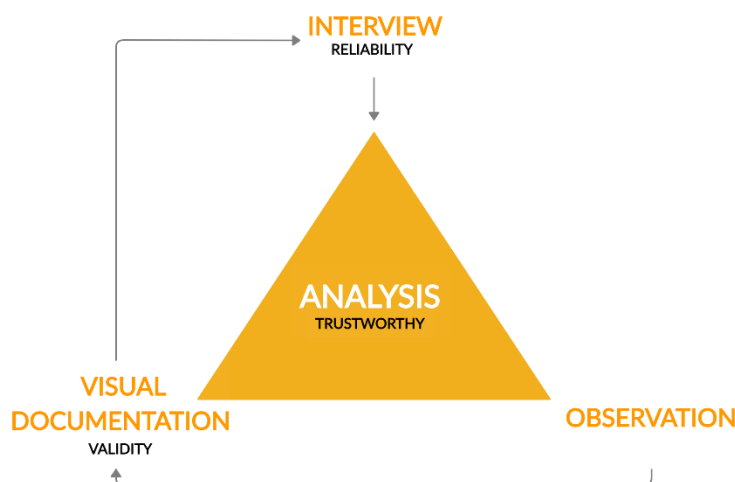 INTERVIEW
RELIABILITY
ANALYSIS
TRUSTWORTHY
VISUAL
DOCUMENTATION
VALIDITY
OBSERVATION